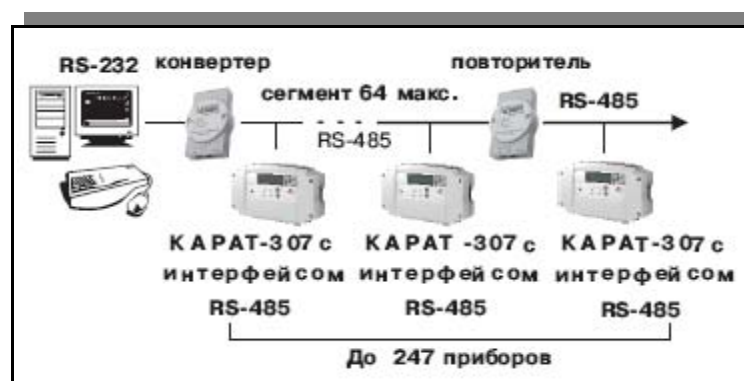 RS-232 конвертер повторитель
сегмент 64 макс. RS-485
RS-485
КАРАТ-307 с КАРАТ -307 с КАРАТ-307 с
интерфейсом интерфейсом интерфейсом
RS-485 RS-485 RS-485
До 247 приборов